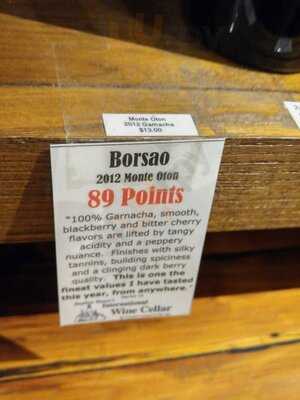 Monte Oton
2012 Garnacha
$13.00
Borsao
2012 Monte Oton
89 Points
"100% Garnacha, smooth,
blackberry and bitter cherry
flavors are lifted by tangy
acidity and a peppery
nuance. Finishes with silky
tannins, building spiciness
and a clinging dark berry
quality. This is one of the
finest values I have tasted
this year, from anywhere."
International
Wine Cellar